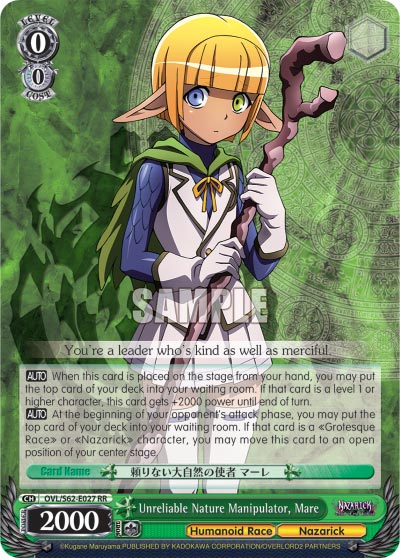 LEVEL
0
0
COST
SAMPLE
You're a leader who's kind as well as merciful.
AUTO When this card is placed on the stage from your hand, you may put
the top card of your deck into your waiting room. If that card is a level 1 or
higher character, this card gets +2000 power until end of turn.
AUTO At the beginning of your opponent's attack phase, you may put the
top card of your deck into your waiting room. If that card is a «Grotesque
Race» or «Nazarick» character, you may move this card to an open
position of your center stage.
Card Name 頼りない大自然の使者 マーレ
CH OVL/S62-E027 RR
Unreliable Nature Manipulator, Mare
NAZARICK
POWER
2000
Humanoid Race
Nazarick
©Kugane Maruyama,PUBLISHED BY KADOKAWA CORPORATION/OVERLORD2 PARTNERS